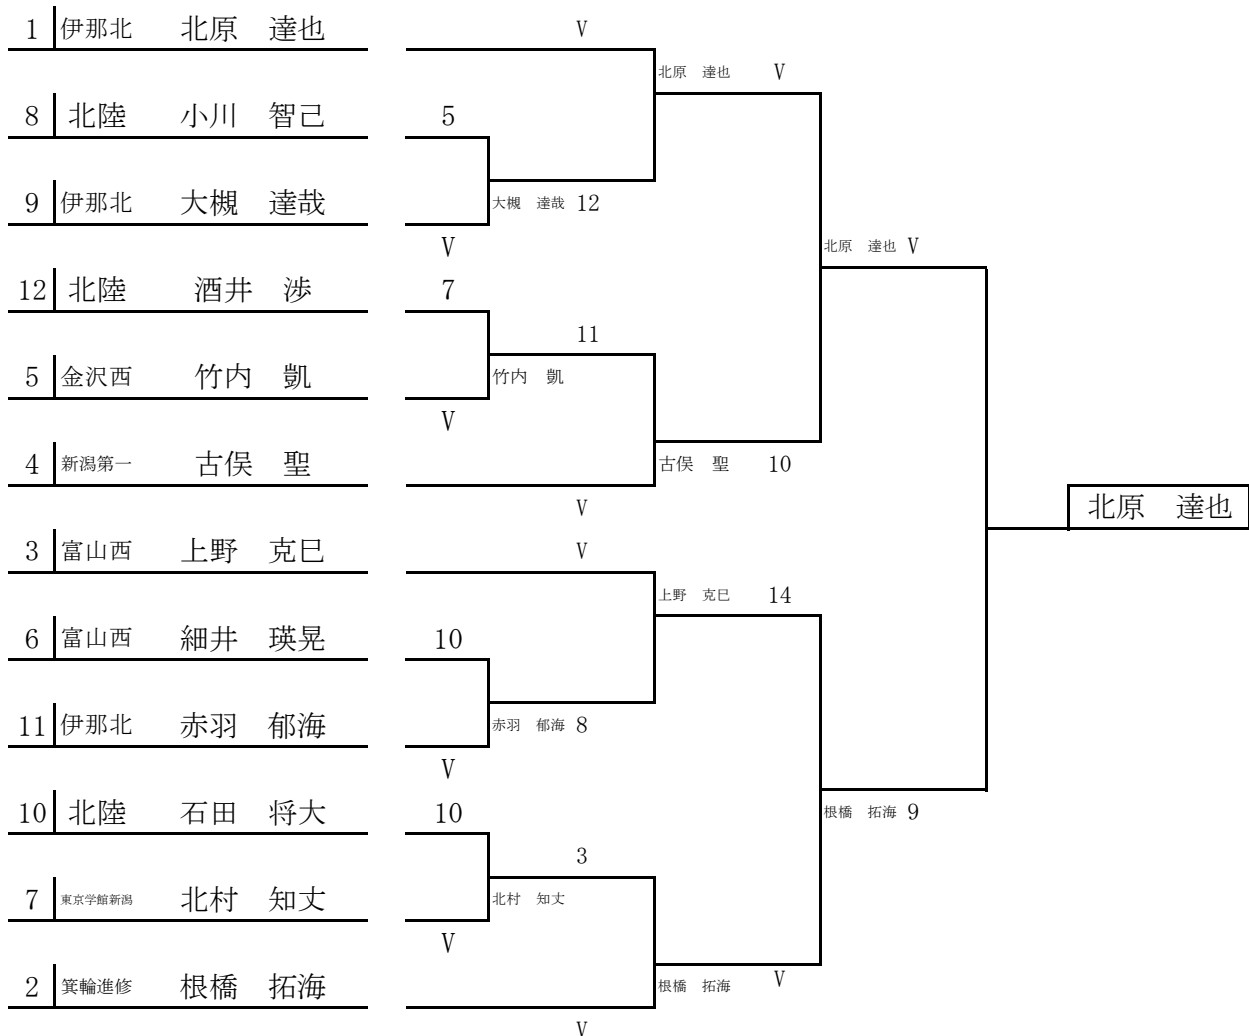 1 伊那北 北原 達也 V
北原 達也 V
8 北陸 小川 智己 5
9 伊那北 大槻 達哉
大槻 達哉 12
V
北原 達也 V
12 北陸 酒井 渉 7
11
5 金沢西 竹内 凱
竹内 凱
V
4 新潟第一 古俣 聖
古俣 聖 10
V
北原 達也
3 富山西 上野 克巳 V
上野 克巳 14
6 富山西 細井 瑛晃 10
11 伊那北 赤羽 郁海
赤羽 郁海 8
V
10 北陸 石田 将大 10
根橋 拓海 9
3
7 東京学館新潟 北村 知丈
北村 知丈
V
2 箕輪進修 根橋 拓海
根橋 拓海 V
V